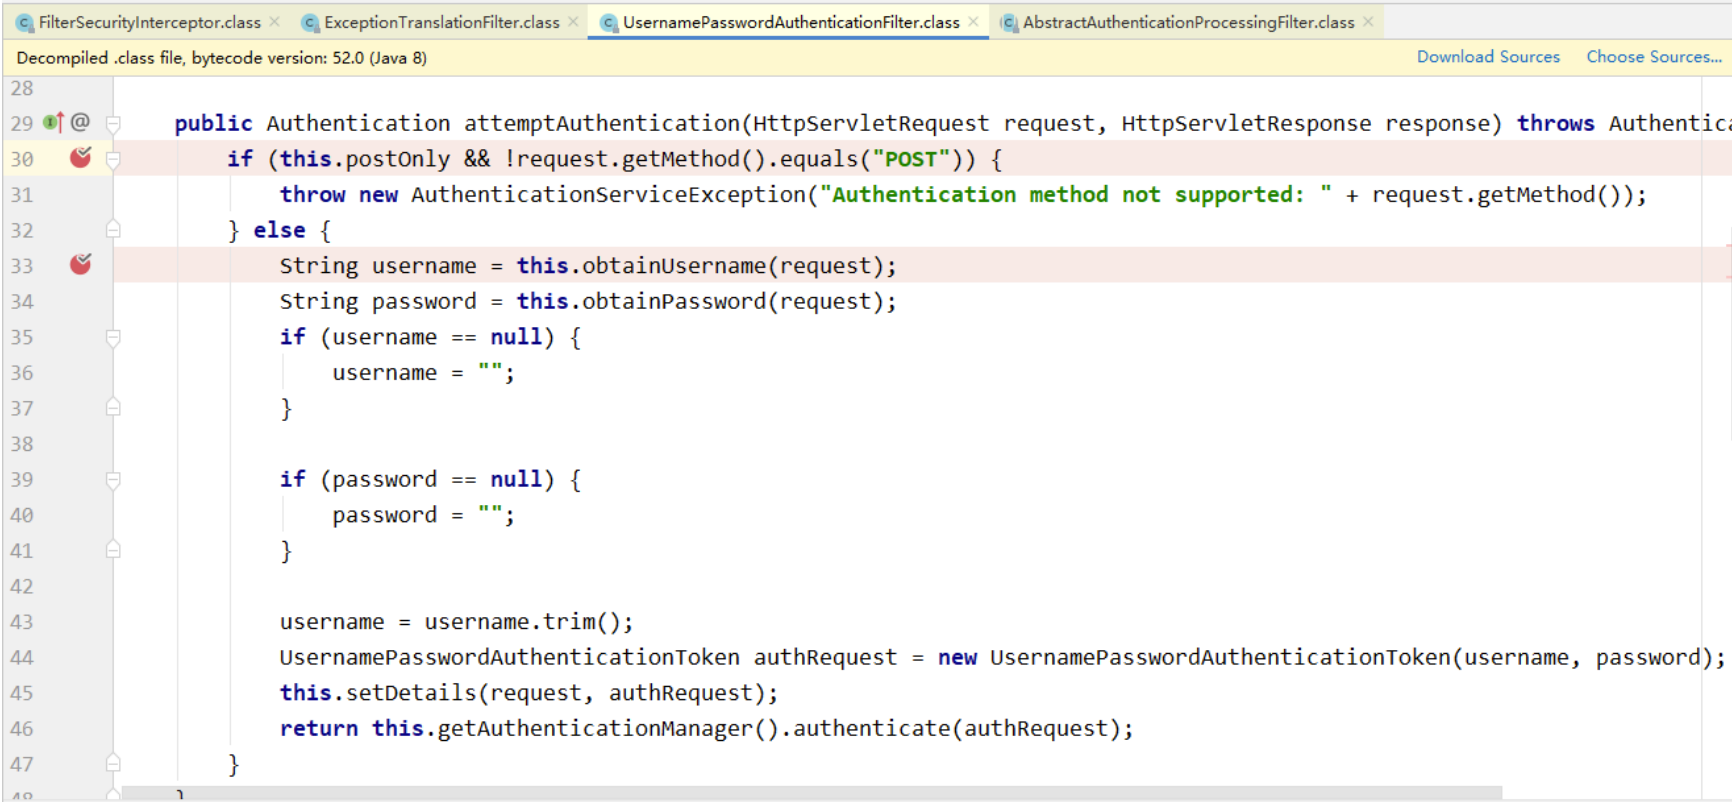 FilterSecurityInterceptor.class × ExceptionTranslationFilter.class × UsernamePasswordAuthenticationFilter.class × AbstractAuthenticationProcessingFilter.class ×
Decompiled .class file, bytecode version: 52.0 (Java 8) Download Sources Choose Sources...
28
29 @ public Authentication attemptAuthentication(HttpServletRequest request, HttpServletResponse response) throws Authentica
30 if (this.postOnly && !request.getMethod().equals("POST")) {
31 throw new AuthenticationServiceException("Authentication method not supported: " + request.getMethod());
32 } else {
33 String username = this.obtainUsername(request);
34 String password = this.obtainPassword(request);
35 if (username == null) {
36 username = "";
37 }
38
39 if (password == null) {
40 password = "";
41 }
42
43 username = username.trim();
44 UsernamePasswordAuthenticationToken authRequest = new UsernamePasswordAuthenticationToken(username, password);
45 this.setDetails(request, authRequest);
46 return this.getAuthenticationManager().authenticate(authRequest);
47 }
48 }